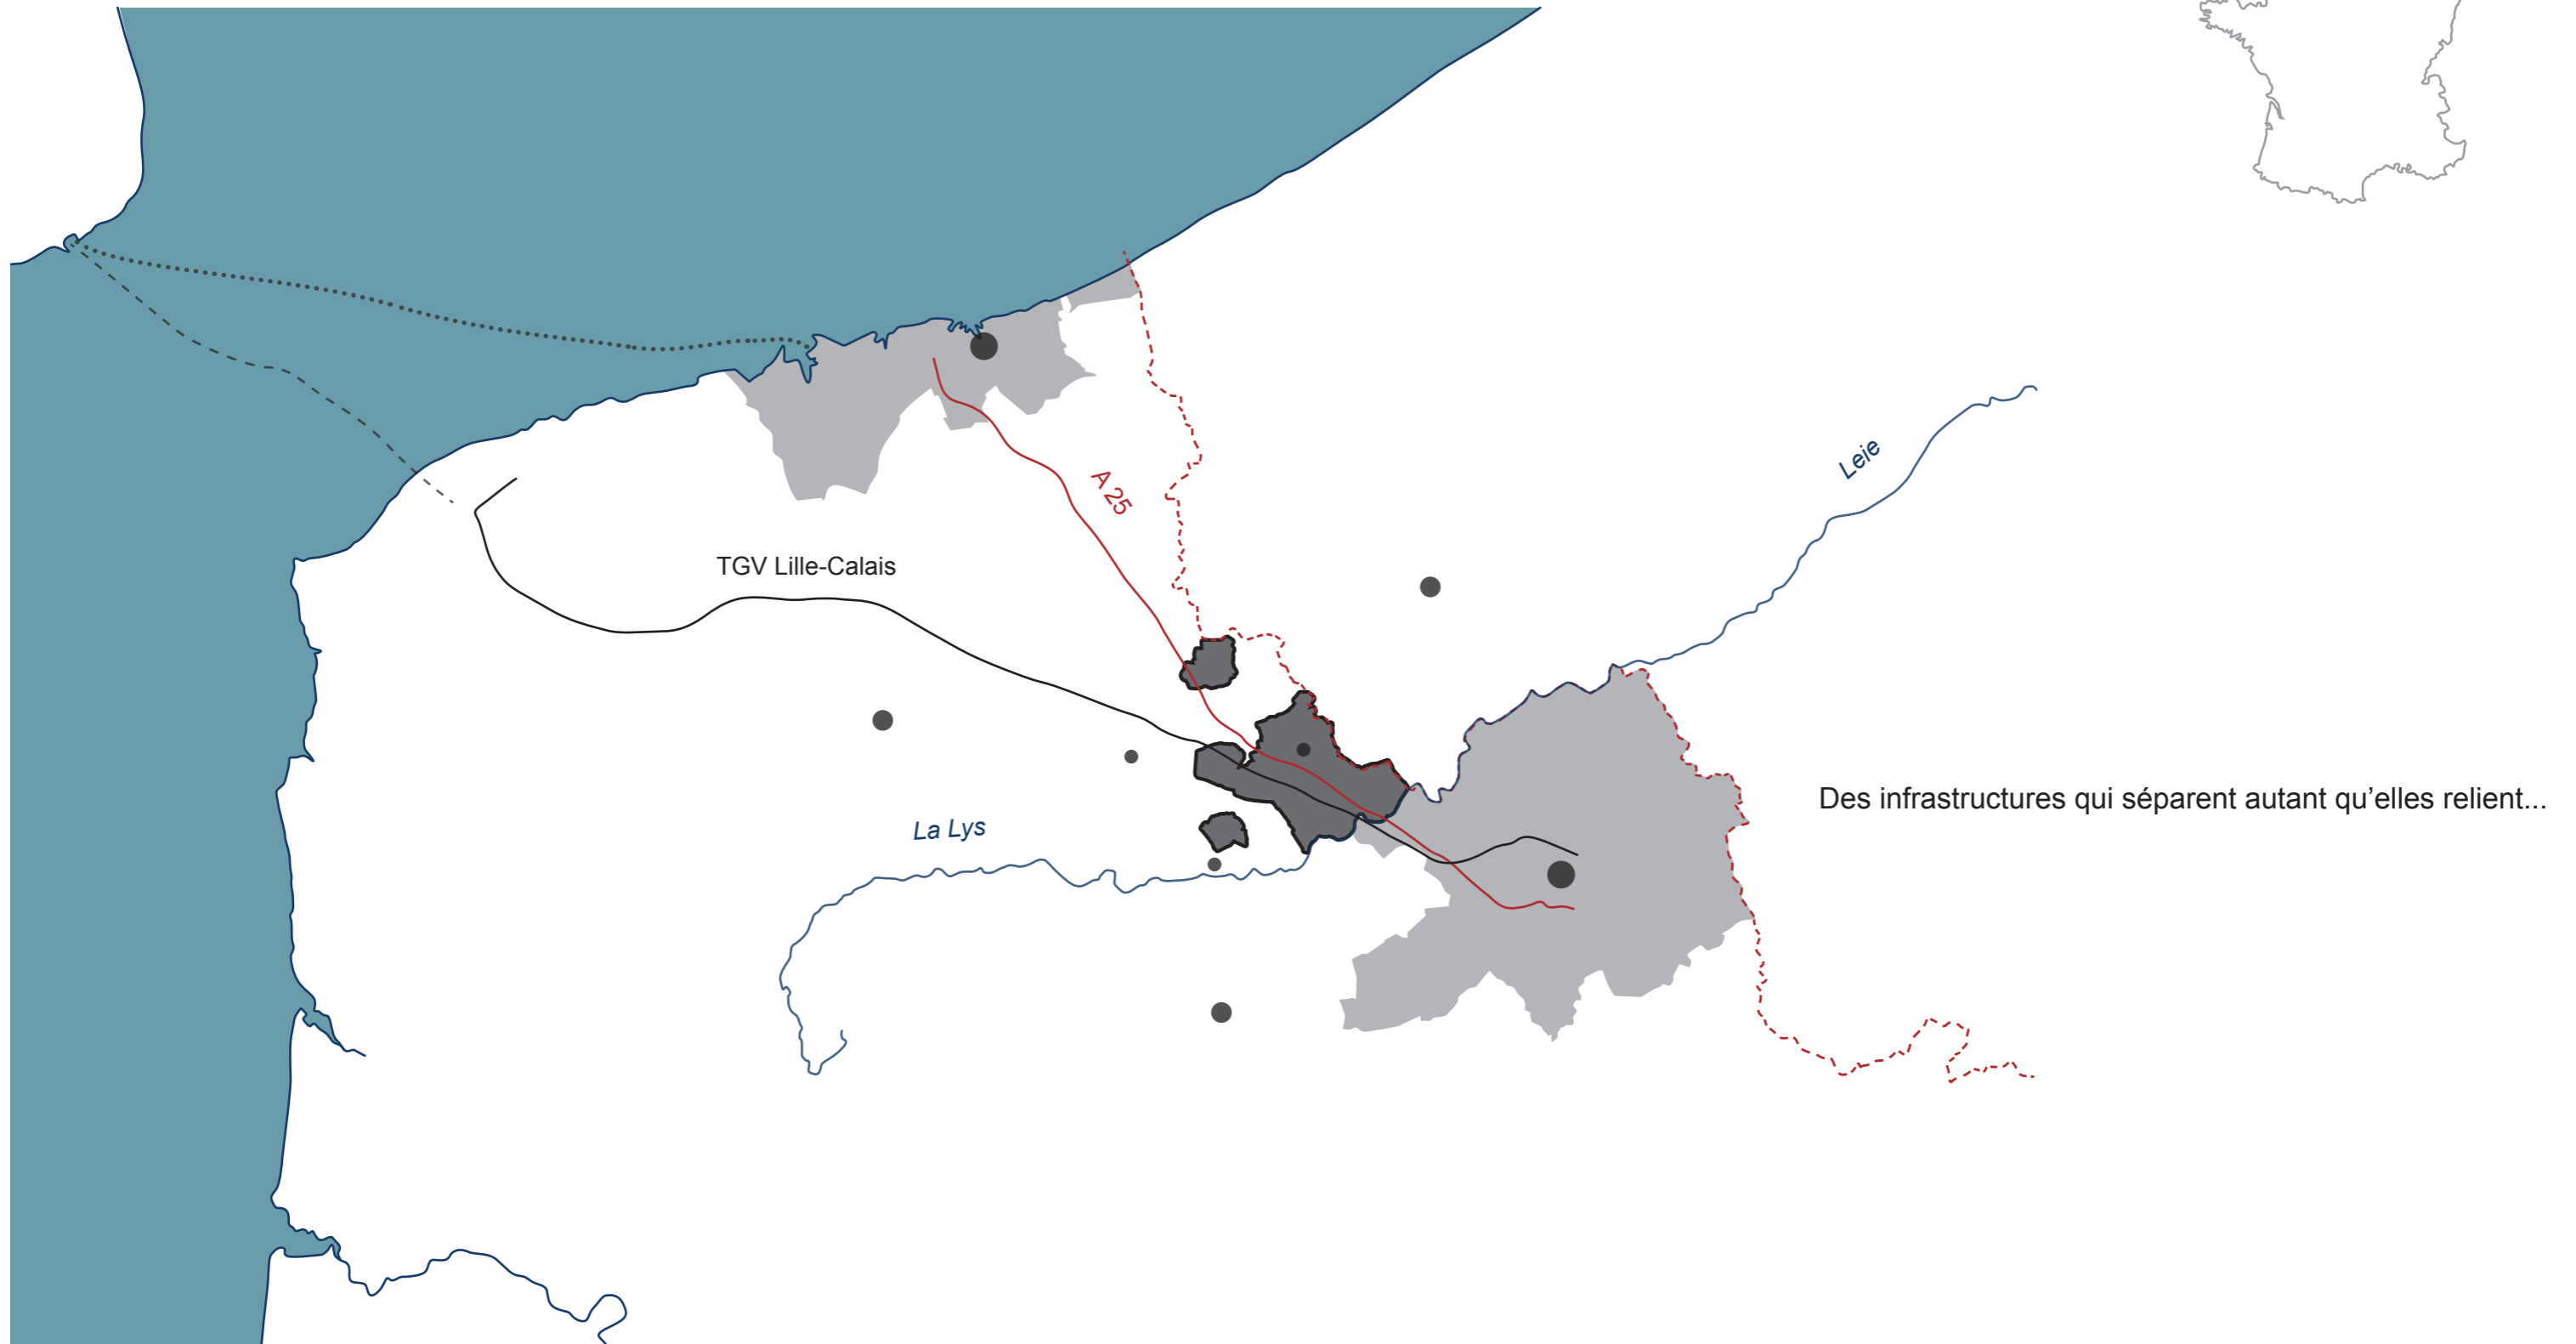 Leie
A 25
TGV Lille-Calais
Des infrastructures qui séparent autant qu’elles relient...
La Lys